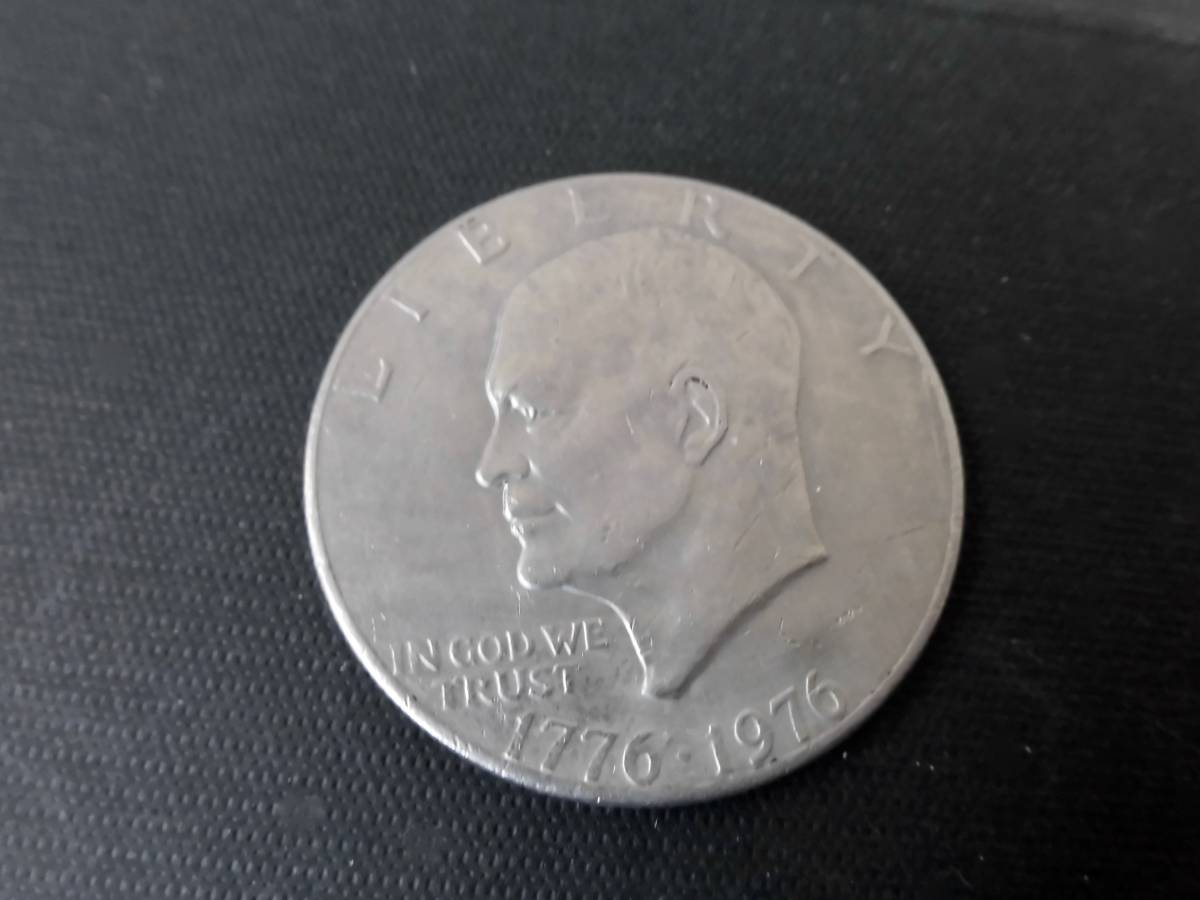 LIBERTY
IN GOD WE
TRUST
1776·1976